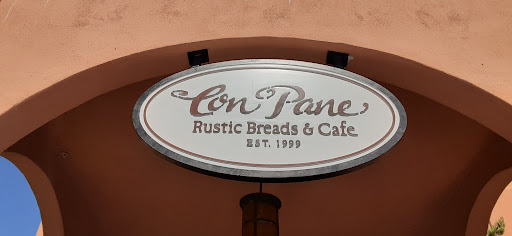 Con Pane
Rustic Breads & Cafe
EST. 1999